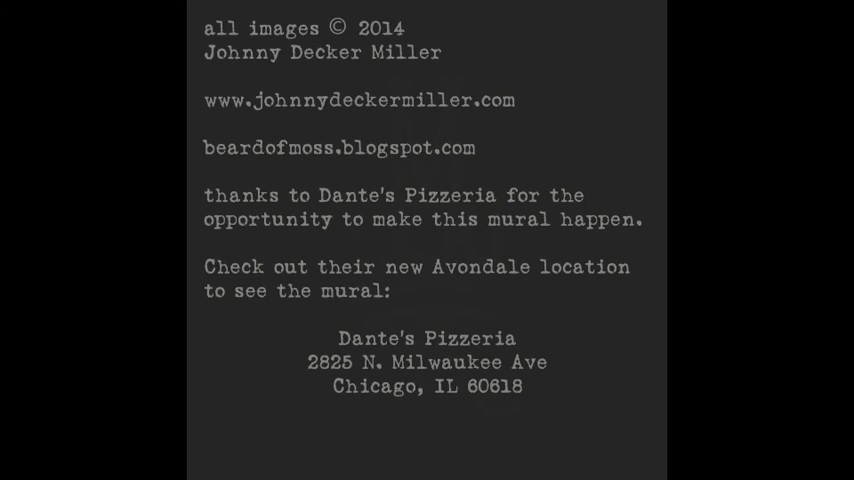 all images © 2014
Johnny Decker Miller
www.johnnydeckermiller.com
beardofmoss.blogspot.com
thanks to Dante's Pizzeria for the
opportunity to make this mural happen.
Check out their new Avondale location
to see the mural:
Dante's Pizzeria
2825 N. Milwaukee Ave
Chicago, IL 60618